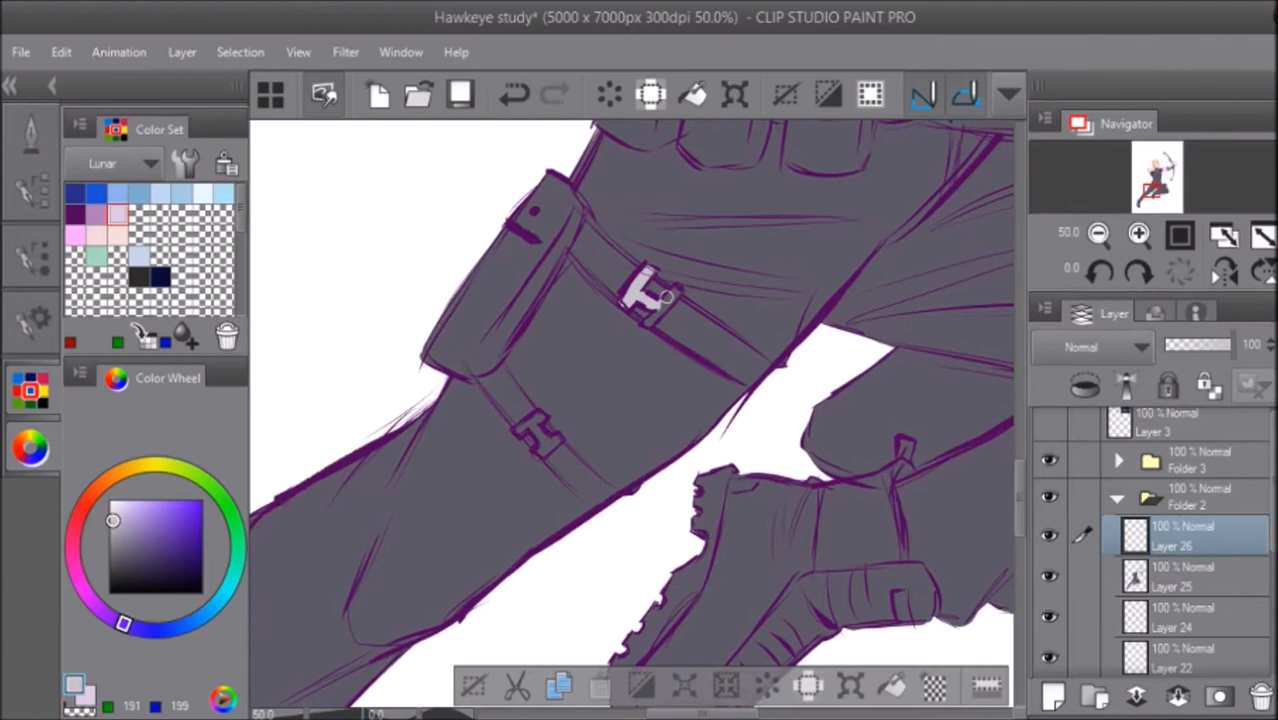 Hawkeye study* (5000 x 7000px 300dpi 50.0%) - CLIP STUDIO PAINT PRO
File Edit Animation Layer Selection View Filter Window Help
Color Set
Lunar
Color Wheel
191 199
50.0 0.0
Navigator
50.0
0.0
Layer
Normal 100
100 % Normal
Layer 3
100 % Normal
Folder 3
100 % Normal
Folder 2
100 % Normal
Layer 26
100 % Normal
Layer 25
100 % Normal
Layer 24
100 % Normal
Layer 22